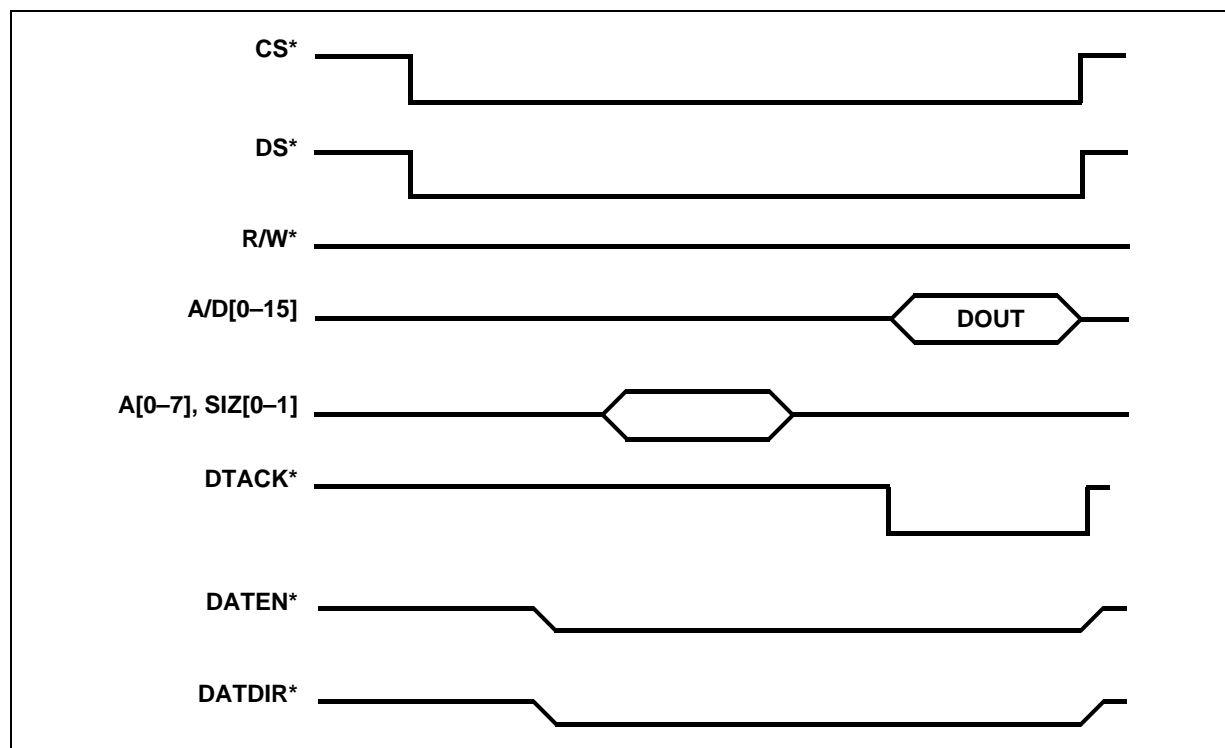 CS*
DS*
R/W*
A/D[0–15]
DOUT
A[0–7], SIZ[0–1]
DTACK*
DATEN*
DATDIR*